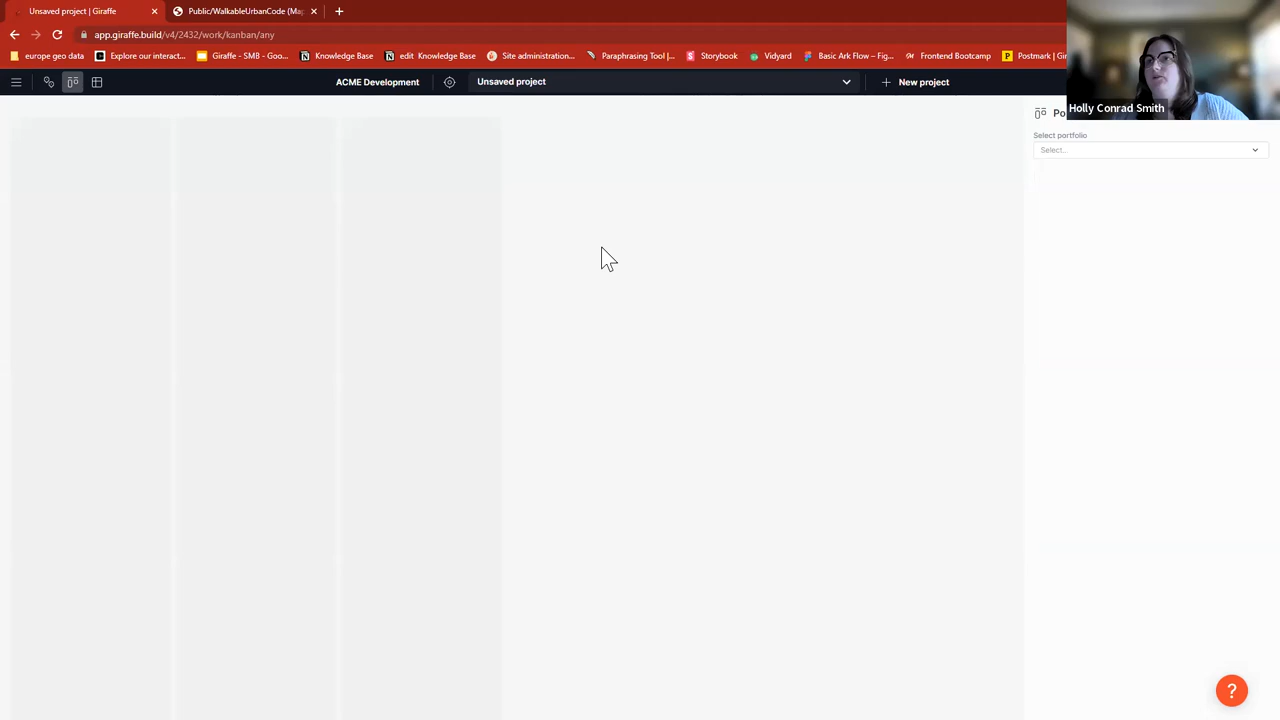 Unsaved project | Giraffe
Public/WalkableUrbanCode (Ma
app.giraffe.build/v4/2432/work/kanban/any
europe geo data
Explore our interact...
Giraffe - SMB - Goo...
Knowledge Base
edit Knowledge Base
Site administration...
Paraphrasing Tool |...
Storybook
Vidyard
Basic Ark Flow – Fig...
Frontend Bootcamp
Postmark | Gi
ACME Development
Unsaved project
New project
Holly Conrad Smith
Po
Select portfolio
Select...
?